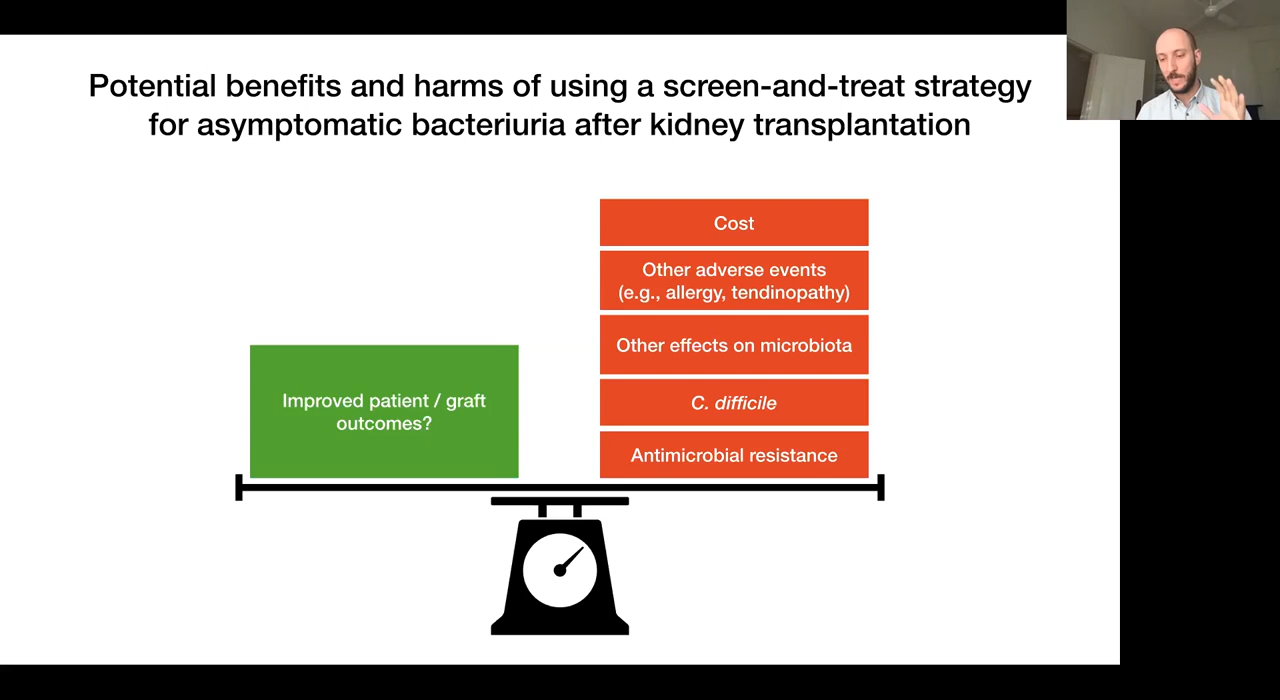 Potential benefits and harms of using a screen-and-treat strategy
for asymptomatic bacteriuria after kidney transplantation
Improved patient / graft
outcomes?
Cost
Other adverse events
(e.g., allergy, tendinopathy)
Other effects on microbiota
C. difficile
Antimicrobial resistance